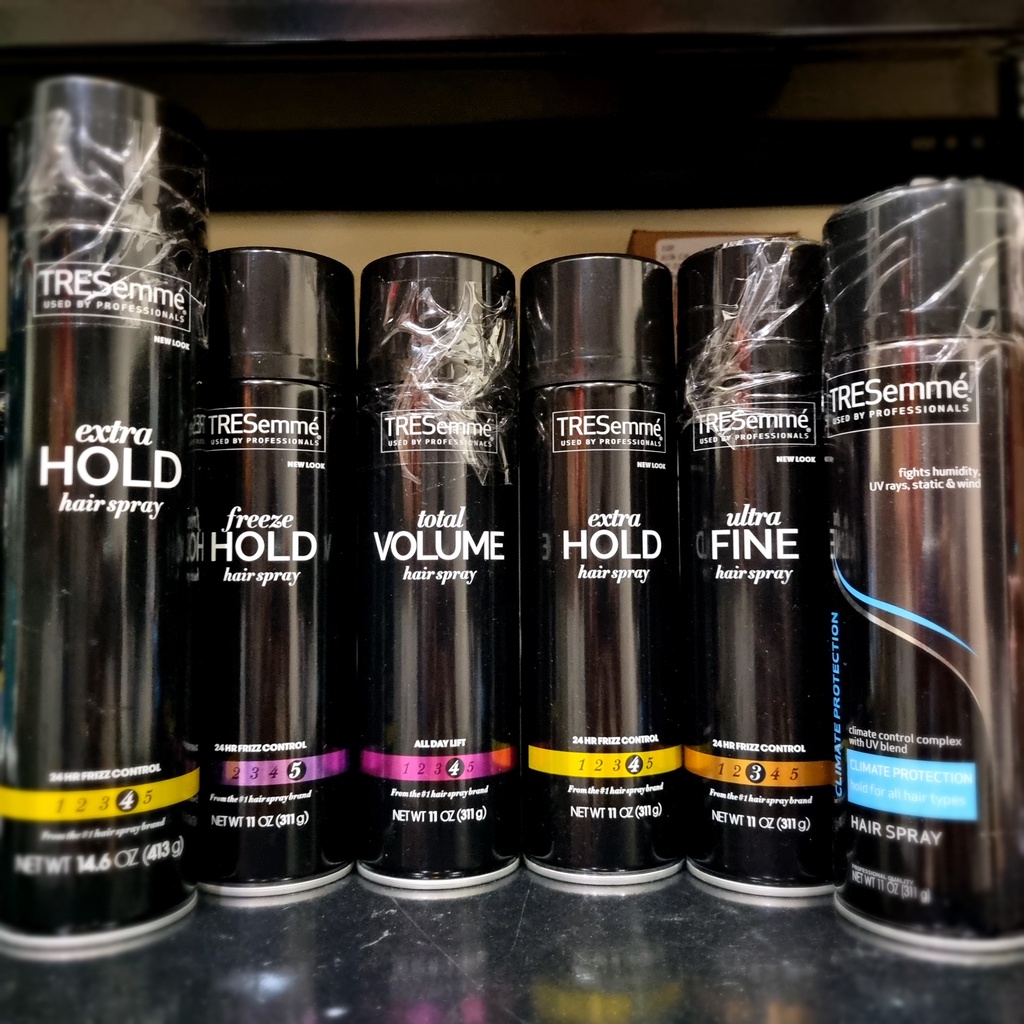 TRESemmé
USED BY PROFESSIONALS
NEW LOOK
extra
HOLD
hair spray
24 HR FRIZZ CONTROL
1 2 3 4 5
From the #1 hair spray brand
NET WT 14.6 OZ (413 g)
TRESemmé
USED BY PROFESSIONALS
NEW LOOK
freeze
HOLD
hair spray
24 HR FRIZZ CONTROL
2 3 4 5
From the #1 hair spray brand
NET WT 11 OZ (311 g)
TRESemmé
USED BY PROFESSIONALS
total
VOLUME
hair spray
ALL DAY LIFT
1 2 3 4 5
From the #1 hair spray brand
NET WT 11 OZ (311 g)
TRESemmé
USED BY PROFESSIONALS
NEW LOOK
extra
HOLD
hair spray
24 HR FRIZZ CONTROL
1 2 3 4 5
From the #1 hair spray brand
NET WT 11 OZ (311 g)
TRESemmé
USED BY PROFESSIONALS
NEW LOOK
ultra
FINE
hair spray
24 HR FRIZZ CONTROL
1 2 3 4 5
From the #1 hair spray brand
NET WT 11 OZ (311 g)
TRESemmé
USED BY PROFESSIONALS
fights humidity,
UV rays, static & wind
CLIMATE PROTECTION
climate control complex
with UV blend
CLIMATE PROTECTION
hold for all hair types
HAIR SPRAY
PROFESSIONAL QUALITY
NET WT 11 OZ (311 g)